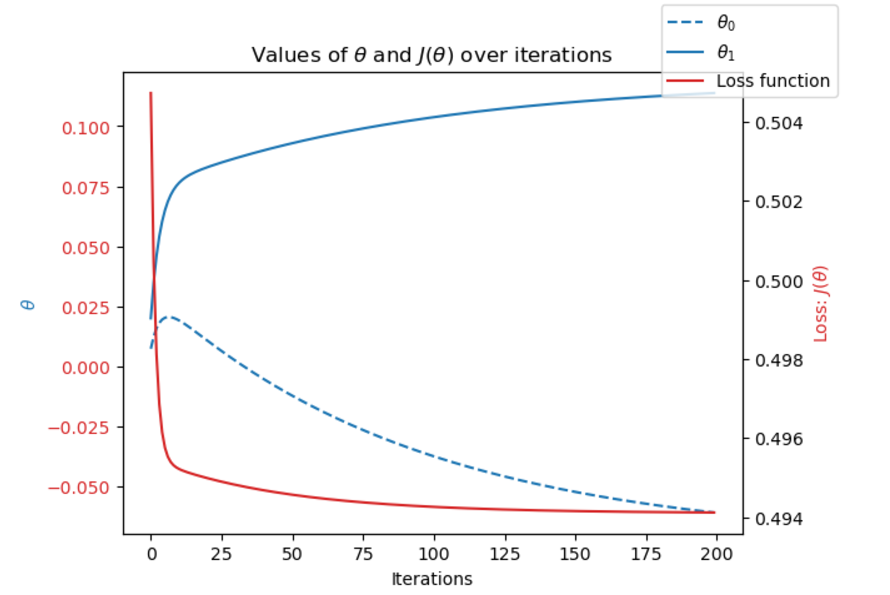 θ₀
θ₁
Loss function
Values of θ and J(θ) over iterations
0.100
0.075
0.050
0.025
0.000
−0.025
−0.050
θ
0.504
0.502
0.500
0.498
0.496
0.494
Loss: J(θ)
0 25 50 75 100 125 150 175 200
Iterations